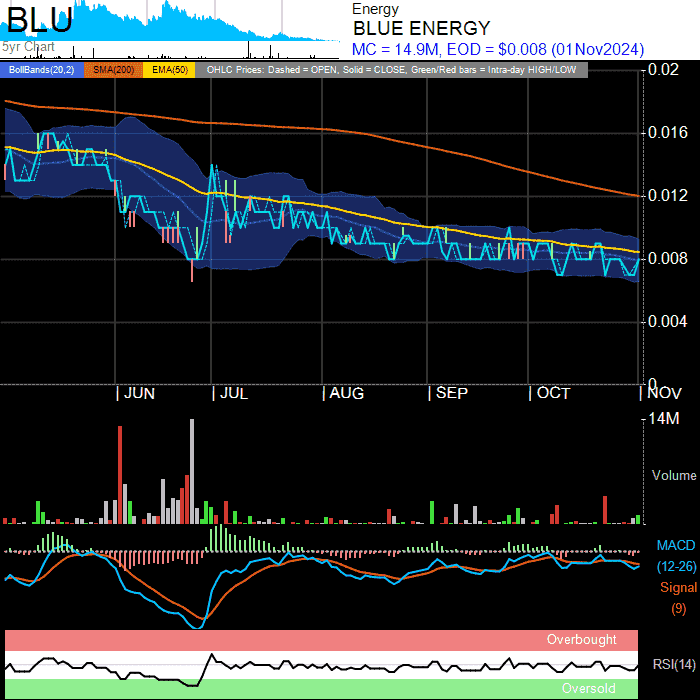 BLU
5yr Chart
Energy
BLUE ENERGY
MC = 14.9M, EOD = $0.008 (01Nov2024)
BollBands(20,2) SMA(200) EMA(50) OHLC Prices: Dashed = OPEN, Solid = CLOSE, Green/Red bars = Intra-day HIGH/LOW
0.02
0.016
0.012
0.008
0.004
0
| JUN | JUL | AUG | SEP | OCT | NOV
14M
Volume
MACD
(12-26)
Signal
(9)
Overbought
RSI(14)
Oversold